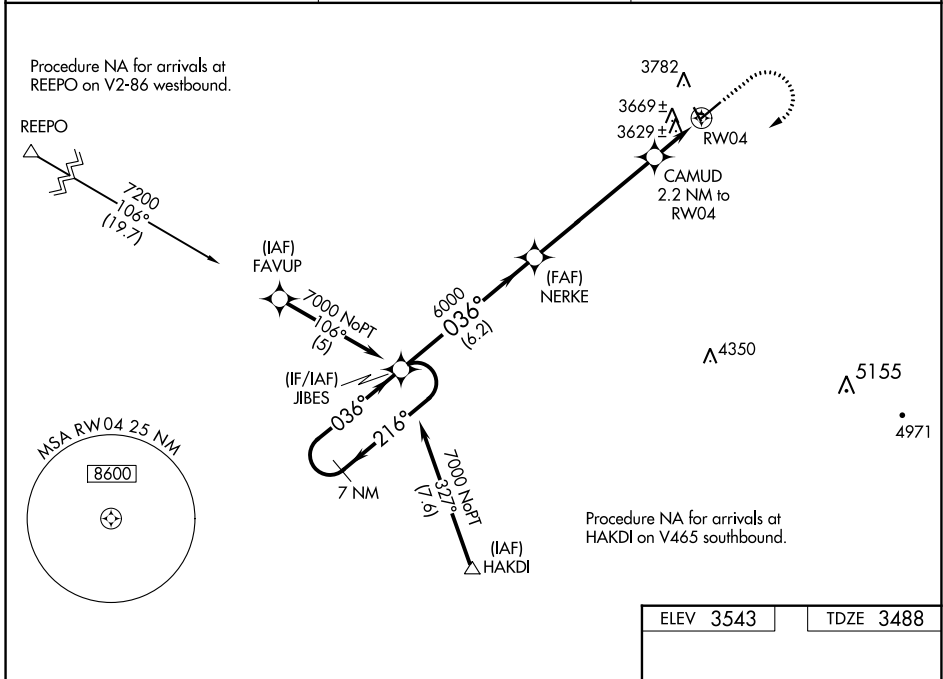 Procedure NA for arrivals at
REEPO on V2-86 westbound.
REEPO
7200
106°
(19.7)
(IAF)
FAVUP
7000 NoPT
106°
(5)
(IF/IAF)
JIBES
6000
036°
(6.2)
(FAF)
NERKE
3782
3669±
3629±
RW04
CAMUD
2.2 NM to
RW04
4350
5155
4971
036°
216°
7 NM
7000 NoPT
327°
(7.6)
(IAF)
HAKDI
MSA RW04 25 NM
8600
Procedure NA for arrivals at
HAKDI on V465 southbound.
ELEV 3543
TDZE 3488